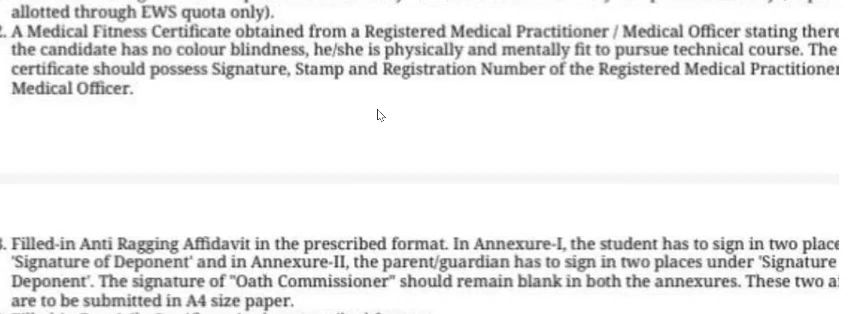 allotted through EWS quota only).
. A Medical Fitness Certificate obtained from a Registered Medical Practitioner / Medical Officer stating there
the candidate has no colour blindness, he/she is physically and mentally fit to pursue technical course. The
certificate should possess Signature, Stamp and Registration Number of the Registered Medical Practitioner
Medical Officer.
. Filled-in Anti Ragging Affidavit in the prescribed format. In Annexure-I, the student has to sign in two place
'Signature of Deponent' and in Annexure-II, the parent/guardian has to sign in two places under 'Signature
Deponent'. The signature of "Oath Commissioner" should remain blank in both the annexures. These two a
are to be submitted in A4 size paper.